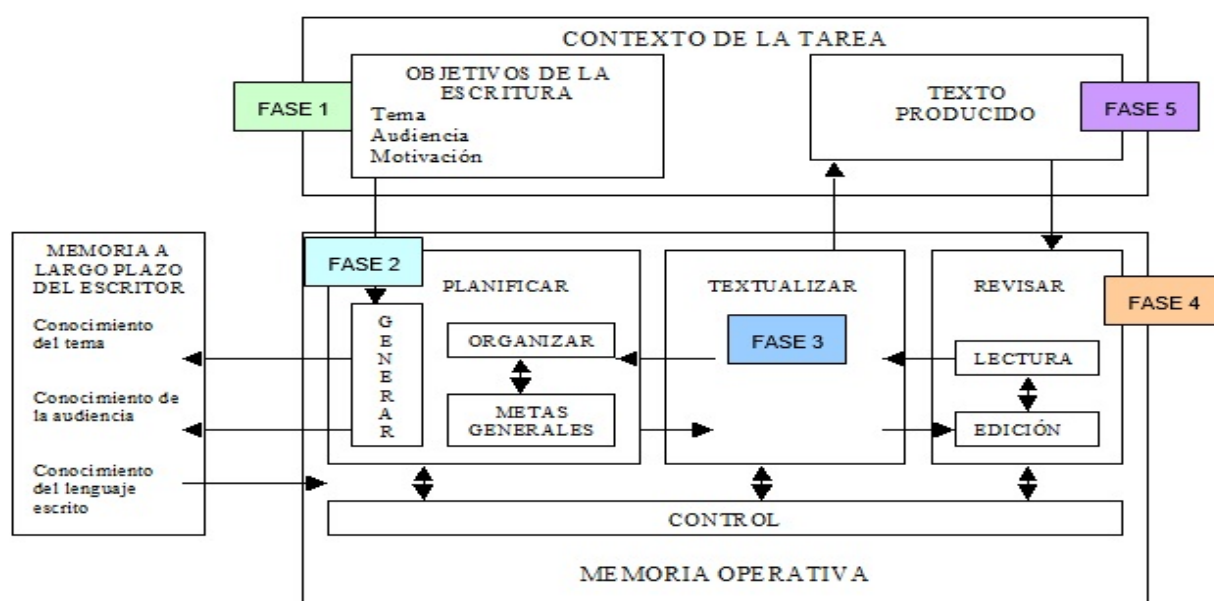 CONTEXTO DE LA TAREA
FASE 1
OBJETIVOS DE LA
ESCRITURA
Tema
Audiencia
Motivación
TEXTO
PRODUCIDO
FASE 5
MEMORIA A
LARGO PLAZO
DEL ESCRITOR
Conocimiento
del tema
Conocimiento de
la audiencia
Conocimiento
del lenguaje
escrito
FASE 2
PLANIFICAR
GENERAR
ORGANIZAR
METAS
GENERALES
TEXTUALIZAR
FASE 3
REVISAR
FASE 4
LECTURA
EDICIÓN
CONTROL
MEMORIA OPERATIVA